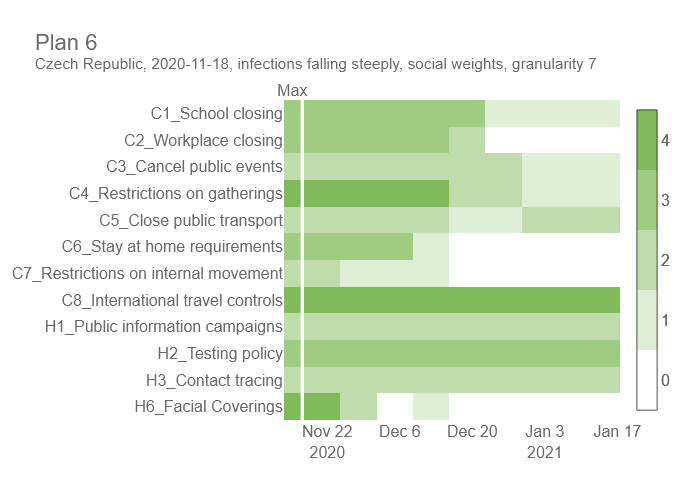 Plan 6
Czech Republic, 2020-11-18, infections falling steeply, social weights, granularity 7
Max
C1_School closing
C2_Workplace closing
C3_Cancel public events
C4_Restrictions on gatherings
C5_Close public transport
C6_Stay at home requirements
C7_Restrictions on internal movement
C8_International travel controls
H1_Public information campaigns
H2_Testing policy
H3_Contact tracing
H6_Facial Coverings
4
3
2
1
0
Nov 22 Dec 6 Dec 20 Jan 3 Jan 17
2020 2021